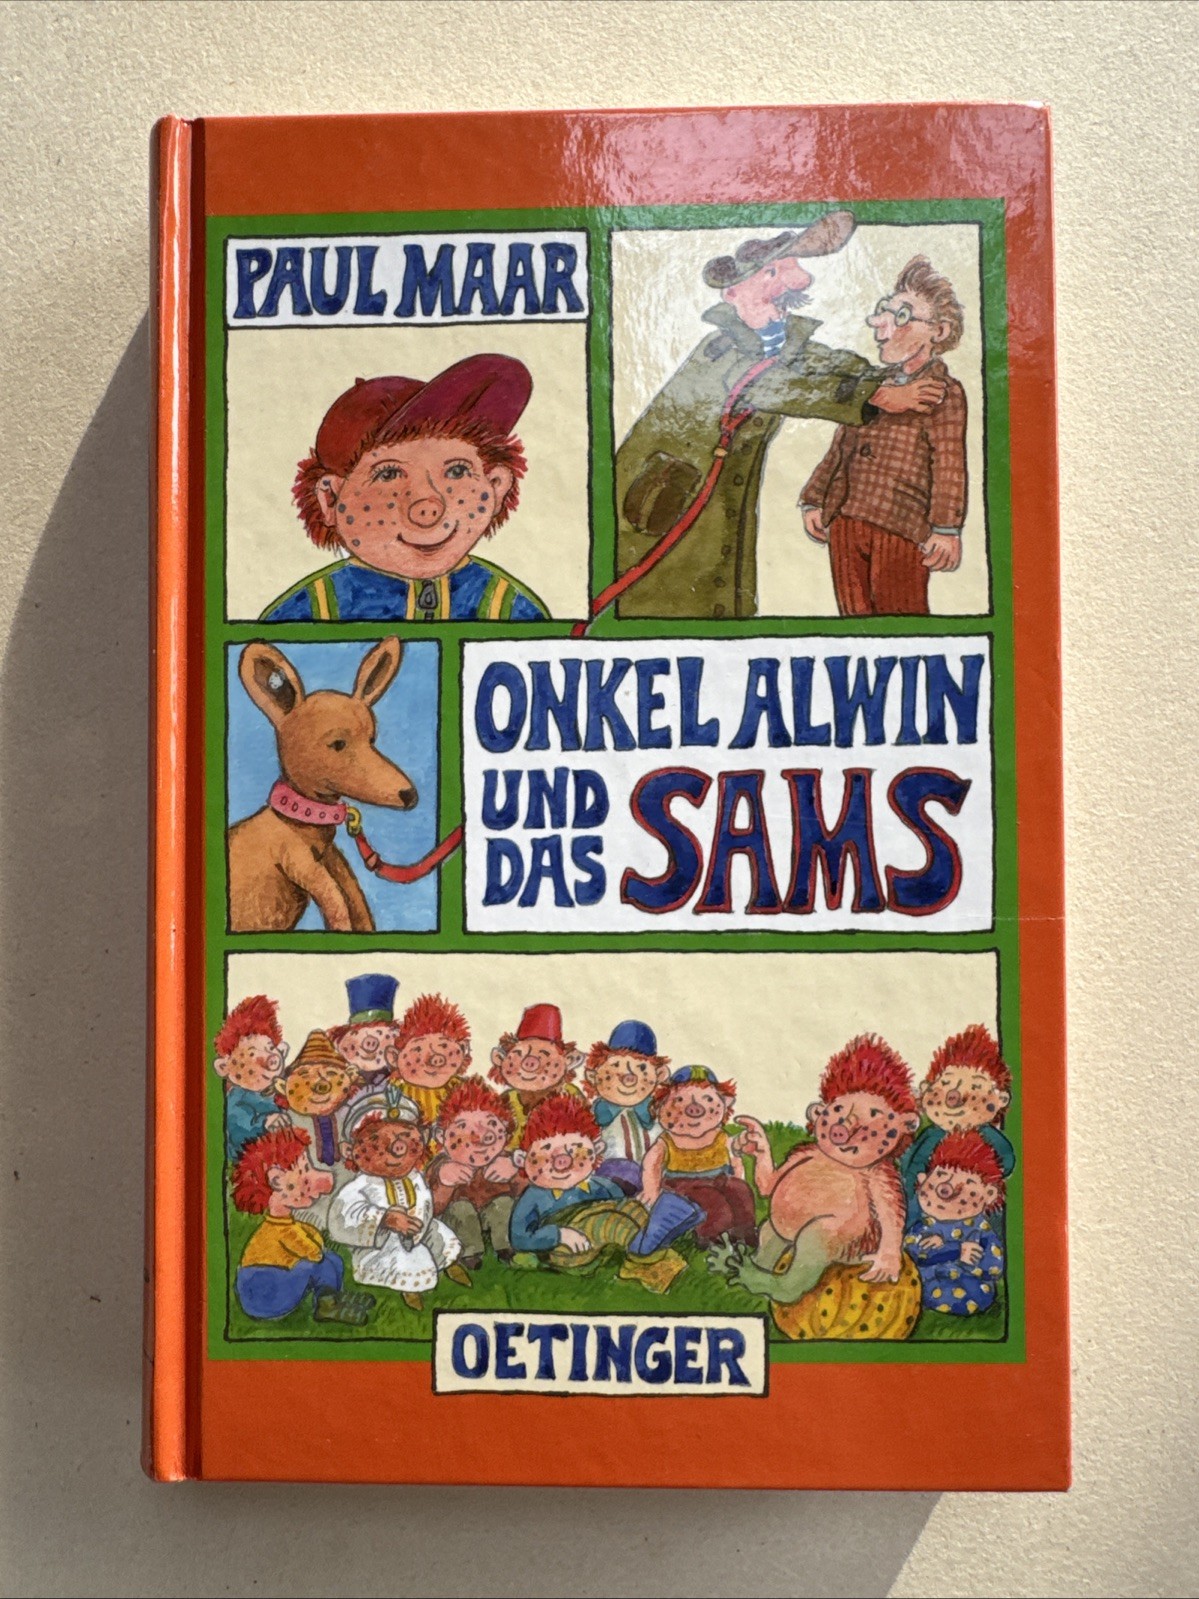 PAUL MAAR
ONKEL ALWIN
UND
DAS SAMS
OETINGER